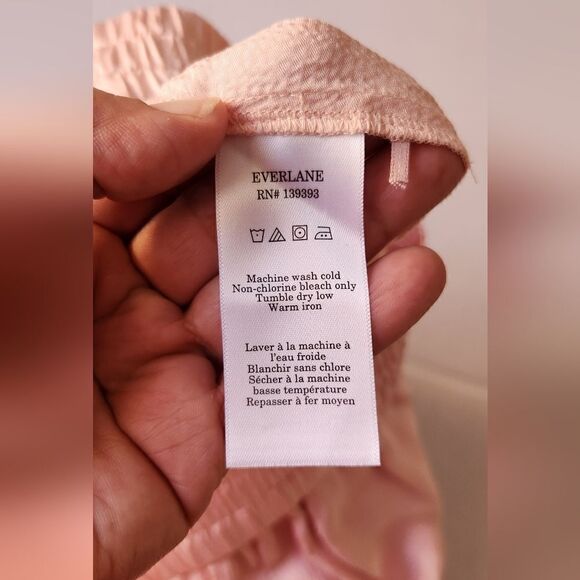 EVERLANE
RN# 139393
Machine wash cold
Non-chlorine bleach only
Tumble dry low
Warm iron
Laver à la machine à
l'eau froide
Blanchir sans chlore
Sécher à la machine
basse température
Repasser à fer moyen